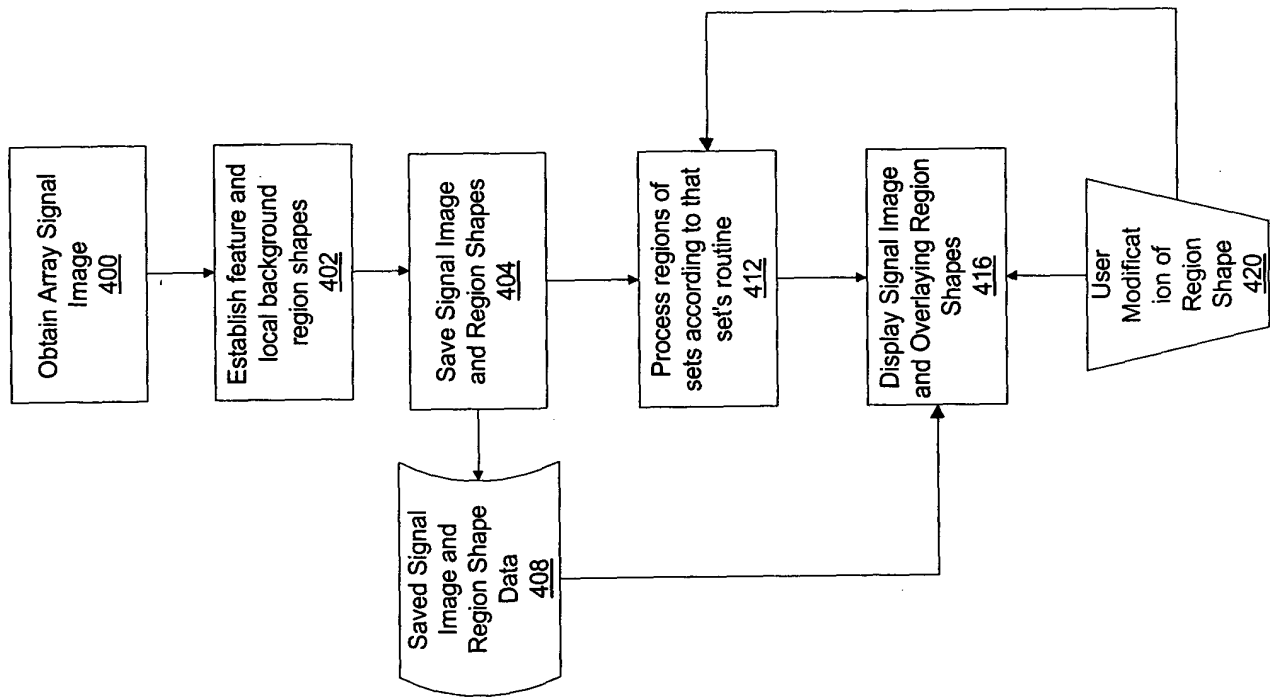 Obtain Array Signal
Image
400
Establish feature and
local background
region shapes
402
Save Signal Image
and Region Shapes
404
Saved Signal
Image and
Region Shape
Data
408
Process regions of
sets according to that
set's routine
412
Display Signal Image
and Overlaying Region
Shapes
416
User
Modificat
ion of
Region
Shape
420